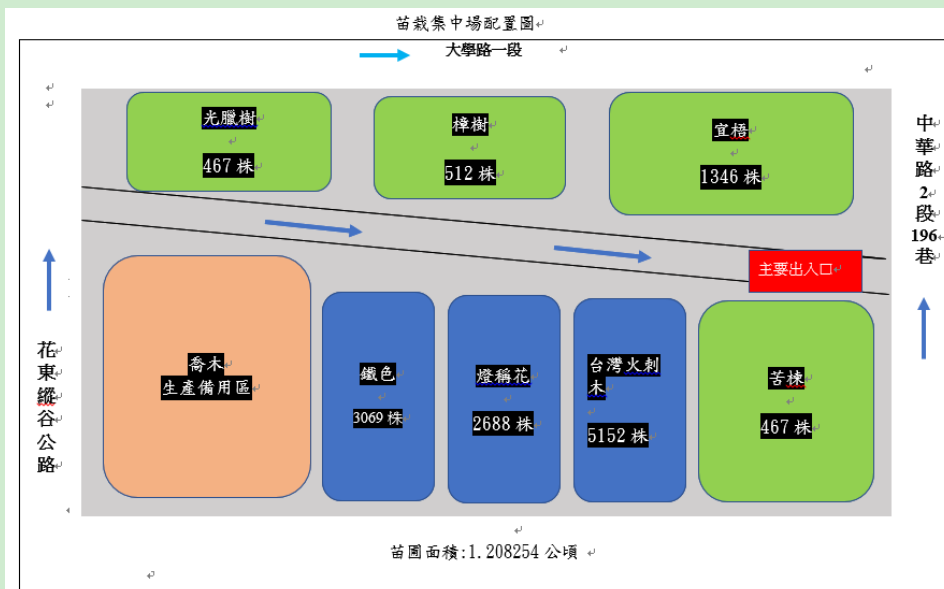 苗栽集中場配置圖
大學路一段
光臘樹
467 株
樟樹
512 株
宜梧
1346 株
中華路2段196巷
主要出入口
花東縱谷公路
喬木
生產備用區
鐵色
3069 株
燈稱花
2688 株
台灣火刺
木
5152 株
苦楝
467 株
苗圃面積:1.208254 公頃